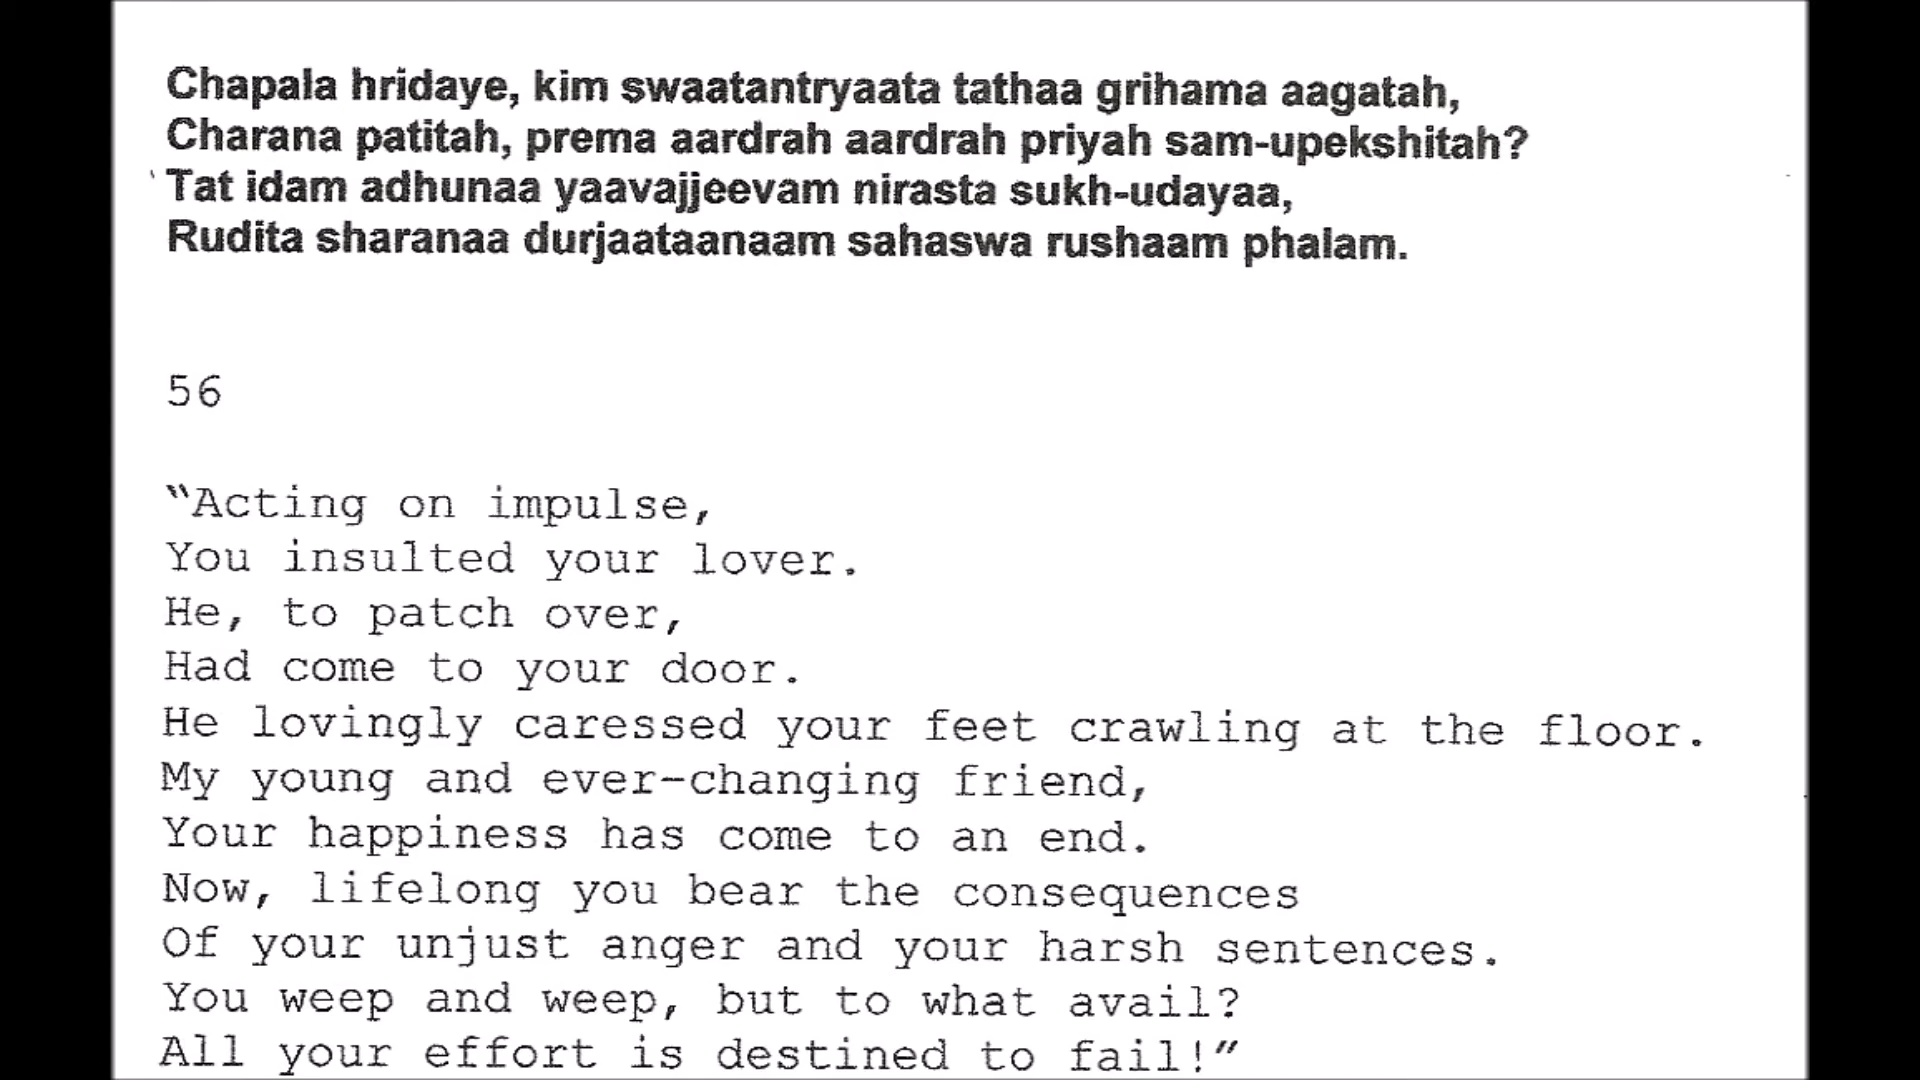 Chapala hridaye, kim swaatantryaata tathaa grihama aagatah,
Charana patitah, prema aardrah aardrah priyah sam-upekshitah?
Tat idam adhunaa yaavajjeevam nirasta sukh-udayaa,
Rudita sharanaa durjaataanaam sahaswa rushaam phalam.
56
“Acting on impulse,
You insulted your lover.
He, to patch over,
Had come to your door.
He lovingly caressed your feet crawling at the floor.
My young and ever-changing friend,
Your happiness has come to an end.
Now, lifelong you bear the consequences
Of your unjust anger and your harsh sentences.
You weep and weep, but to what avail?
All your effort is destined to fail!”